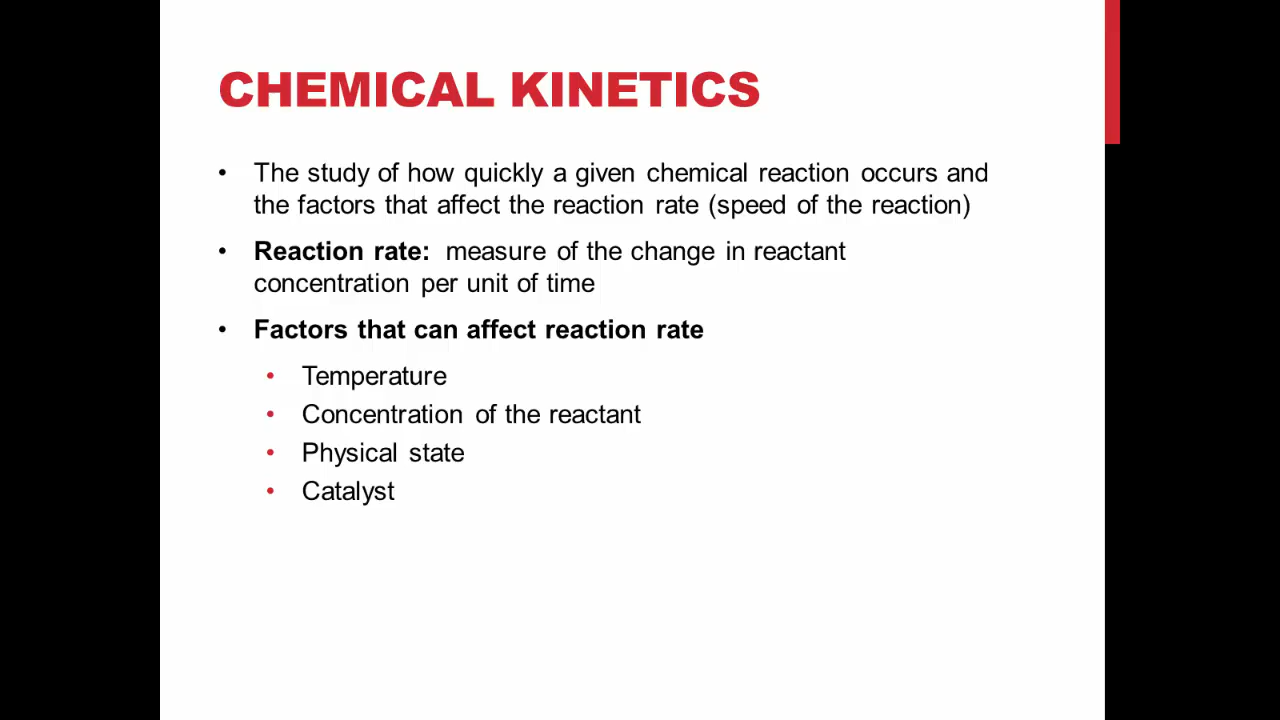 CHEMICAL KINETICS
• The study of how quickly a given chemical reaction occurs and
the factors that affect the reaction rate (speed of the reaction)
• Reaction rate:  measure of the change in reactant
concentration per unit of time
• Factors that can affect reaction rate
• Temperature
• Concentration of the reactant
• Physical state
• Catalyst